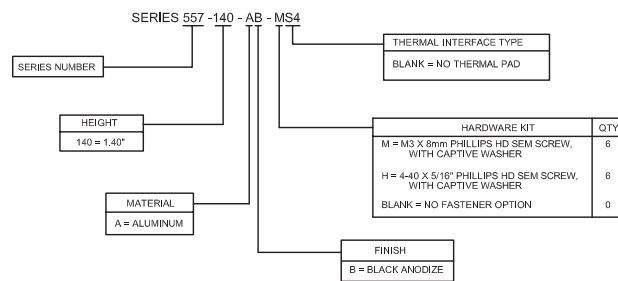 SERIES 557 -140 - AB - MS4
THERMAL INTERFACE TYPE
BLANK = NO THERMAL PAD
SERIES NUMBER
HEIGHT
140 = 1.40"
HARDWARE KIT QTY
M = M3 X 8mm PHILLIPS HD SEM SCREW, 6
WITH CAPTIVE WASHER
H = 4-40 X 5/16" PHILLIPS HD SEM SCREW, 6
WITH CAPTIVE WASHER
BLANK = NO FASTENER OPTION 0
MATERIAL
A = ALUMINUM
FINISH
B = BLACK ANODIZE